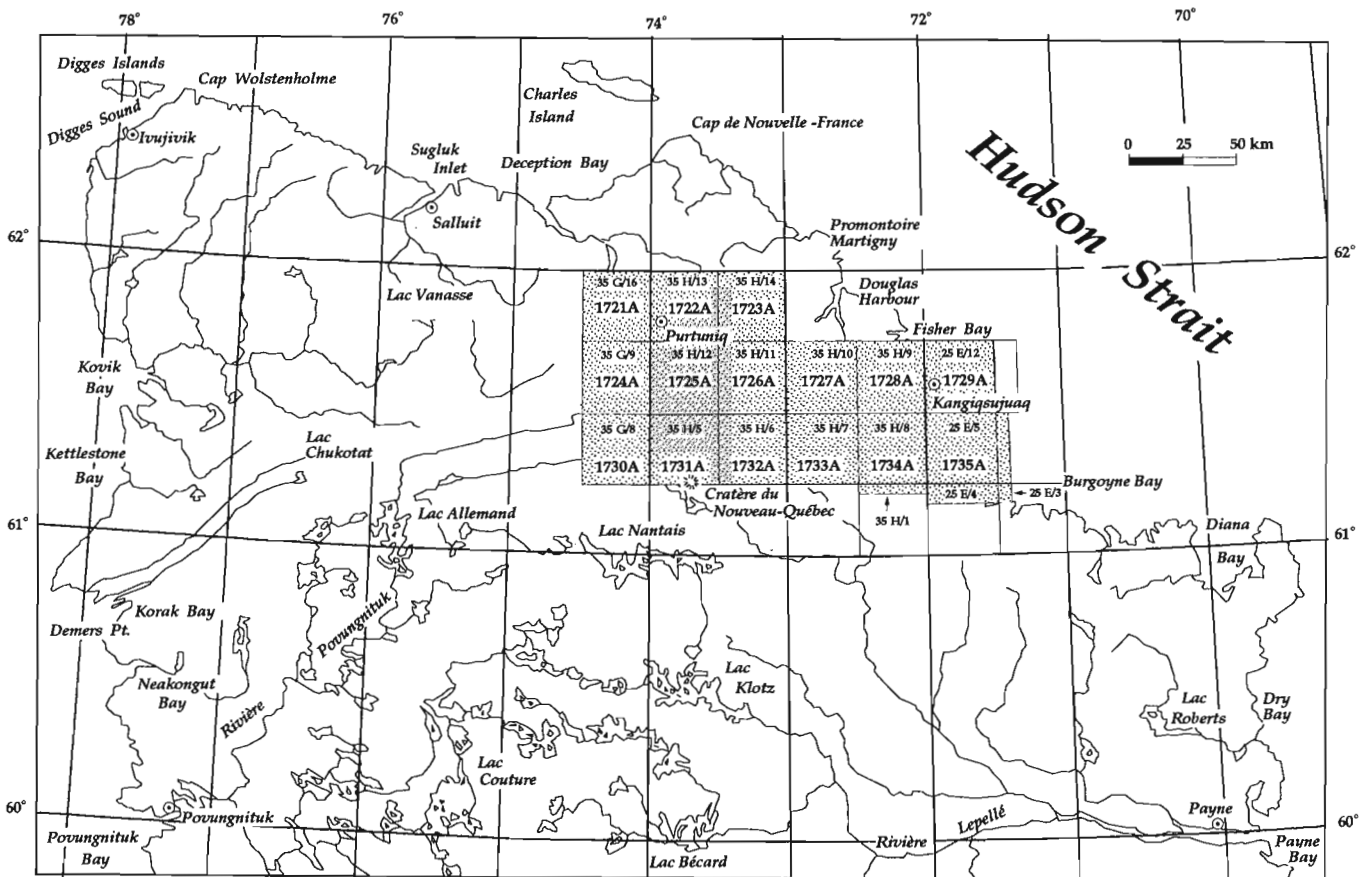 78° 76° 74° 72° 70°
Digges Islands
Cap Wolstenholme
Charles
Island
Digges Sound
Ivujivik
Cap de Nouvelle -France
Hudson Strait
0 25 50 km
Sugluk
Inlet
Deception Bay
Salluit
Promontoire
Martigny
62° 62°
Lac Vanasse
Douglas
Harbour
35 G/16 35 H/13 35 H/14
1721A 1722A 1723A
Purtuniq
Fisher Bay
35 G/9 35 H/12 35 H/11 35 H/10 35 H/9 25 E/12
1724A 1725A 1726A 1727A 1728A 1729A
Kangiqsujuaq
Kovik
Bay
35 G/8 35 H/5 35 H/6 35 H/7 35 H/8 25 E/5
1730A 1731A 1732A 1733A 1734A 1735A
Lac
Chukotat
Kettlestone
Bay
Cratère du
Nouveau-Québec
25 E/4
25 E/3
35 H/1
Burgoyne Bay
61° 61°
Lac Allemand
Lac Nantais
Diana
Bay
Korak Bay
Demers Pt.
Povungnituk
Neakongut
Bay
Rivière
Lac
Klotz
Lac
Roberts
Dry
Bay
Lac
Couture
60° 60°
Povungnituk
Povungnituk
Bay
Lac Bécard
Rivière
Lepellé
Payne
Payne
Bay